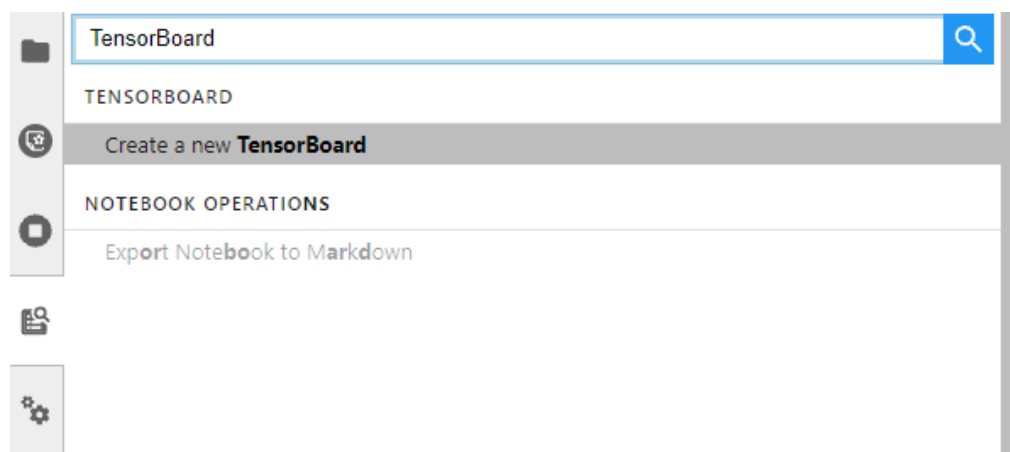 TensorBoard
TENSORBOARD
Create a new TensorBoard
NOTEBOOK OPERATIONS
Export Notebook to Markdown